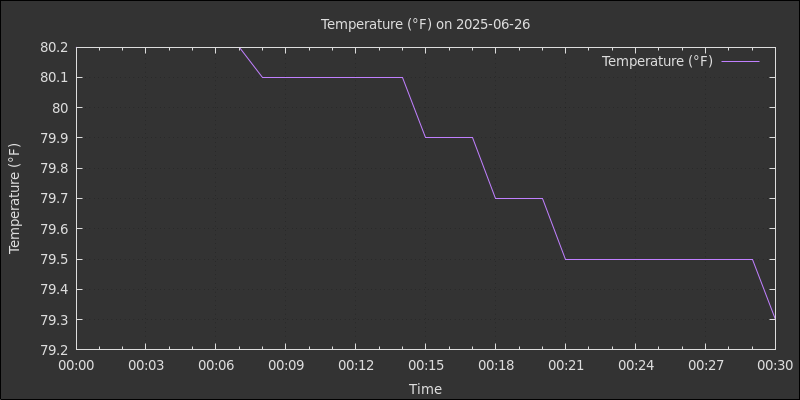 Temperature (°F) on 2025-06-26
Temperature (°F)
80.2
80.1
80
79.9
79.8
79.7
79.6
79.5
79.4
79.3
79.2
Temperature (°F)
00:00 00:03 00:06 00:09 00:12 00:15 00:18 00:21 00:24 00:27 00:30
Time